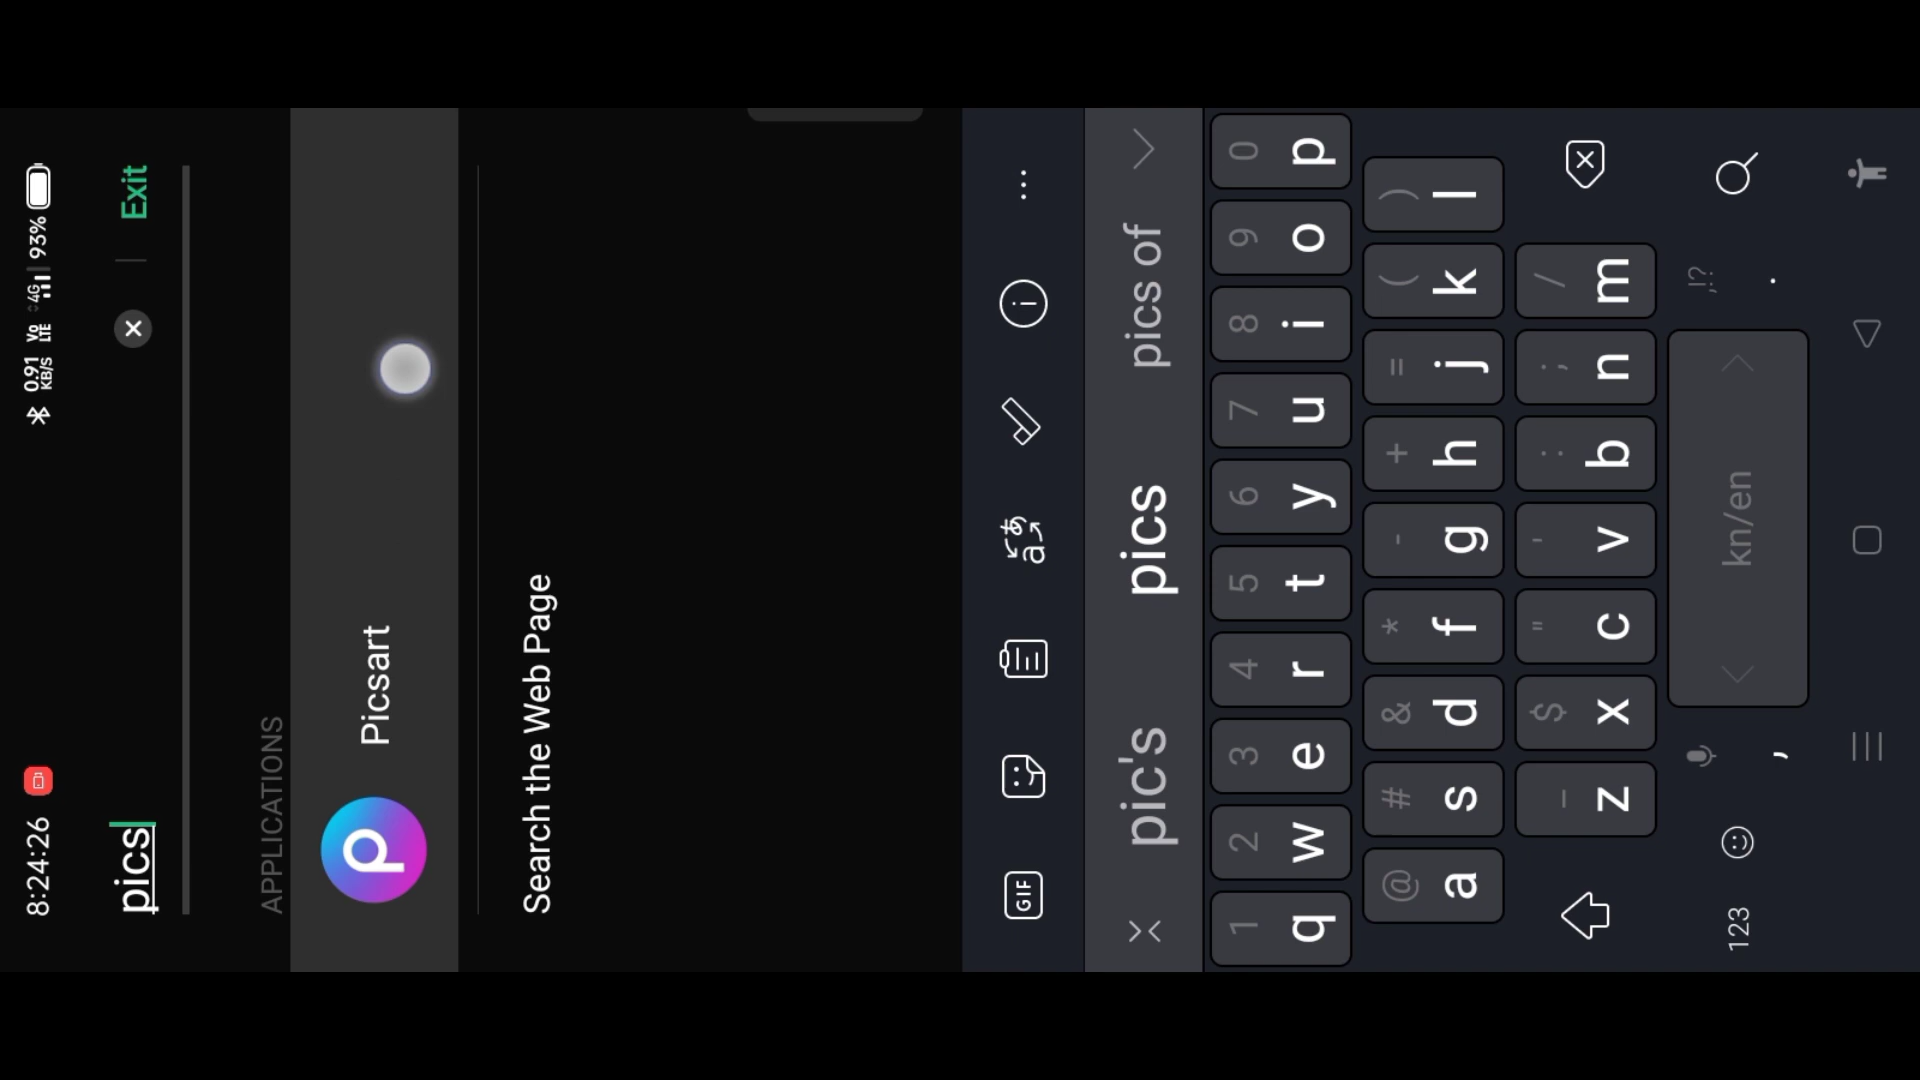 8:24:26 0.91 KB/S Vo LTE 4G 93%
pics Exit
APPLICATIONS
Picsart
Search the Web Page
GIF
pic's pics pics of
1 2 3 4 5 6 7 8 9 0
q w e r t y u i o p
@ # & * - + = ( )
a s d f g h j k l
_ $ " ' : ; /
z x c v b n m
123 , kn/en !?
.